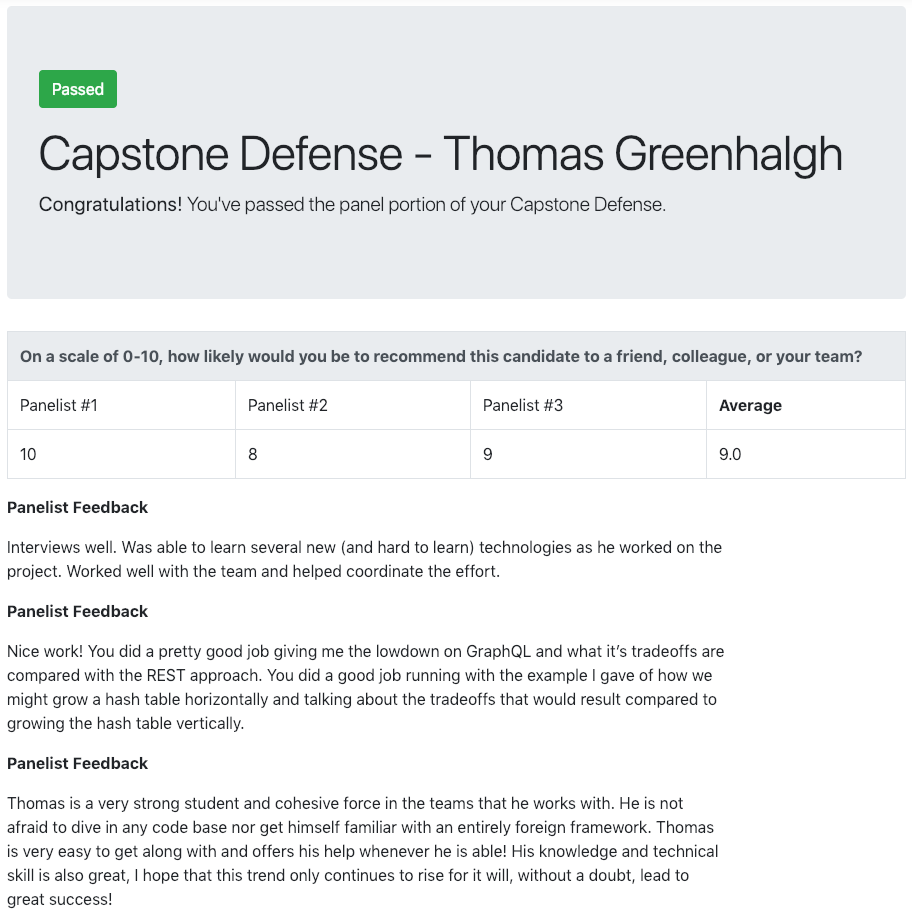 Passed
Capstone Defense - Thomas Greenhalgh
Congratulations! You've passed the panel portion of your Capstone Defense.
On a scale of 0-10, how likely would you be to recommend this candidate to a friend, colleague, or your team?
Panelist #1 Panelist #2 Panelist #3 Average
10 8 9 9.0
Panelist Feedback
Interviews well. Was able to learn several new (and hard to learn) technologies as he worked on the
project. Worked well with the team and helped coordinate the effort.
Panelist Feedback
Nice work! You did a pretty good job giving me the lowdown on GraphQL and what it’s tradeoffs are
compared with the REST approach. You did a good job running with the example I gave of how we
might grow a hash table horizontally and talking about the tradeoffs that would result compared to
growing the hash table vertically.
Panelist Feedback
Thomas is a very strong student and cohesive force in the teams that he works with. He is not
afraid to dive in any code base nor get himself familiar with an entirely foreign framework. Thomas
is very easy to get along with and offers his help whenever he is able! His knowledge and technical
skill is also great, I hope that this trend only continues to rise for it will, without a doubt, lead to
great success!